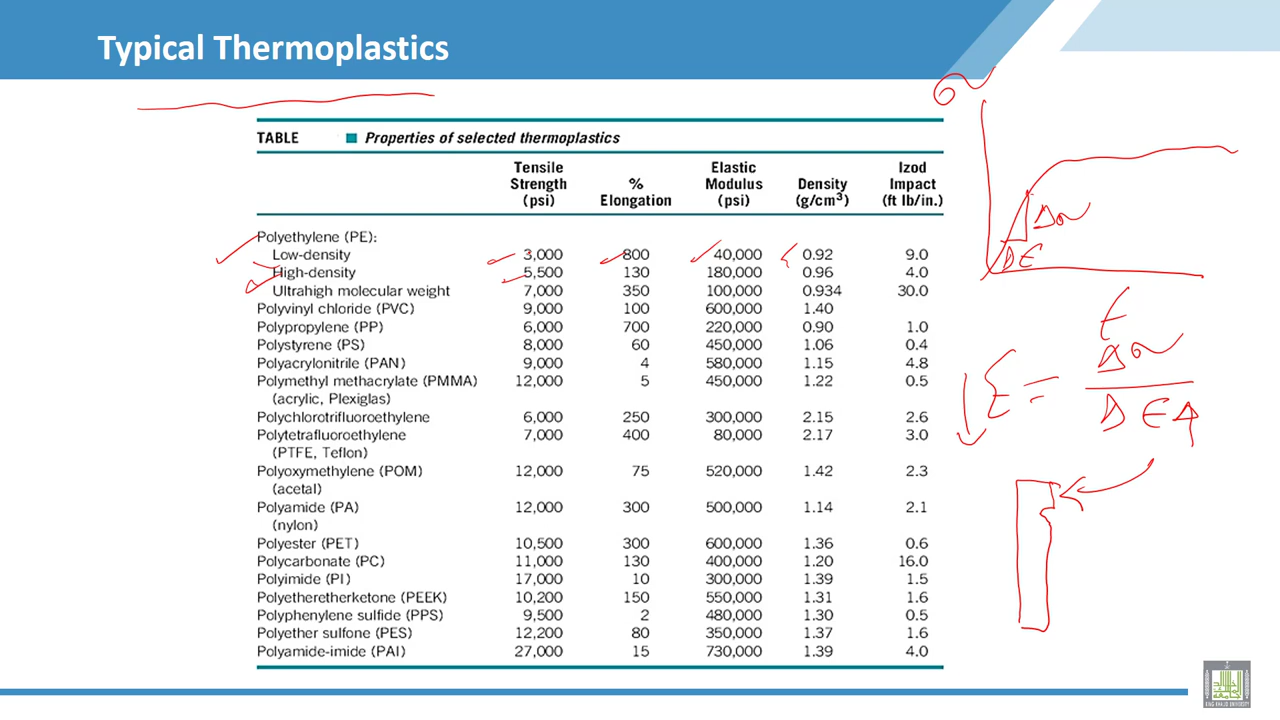 Typical Thermoplastics
TABLE ■ Properties of selected thermoplastics
Tensile Strength (psi) % Elongation Elastic Modulus (psi) Density (g/cm³) Izod Impact (ft lb/in.)
Polyethylene (PE):
Low-density 3,000 800 40,000 0.92 9.0
High-density 5,500 130 180,000 0.96 4.0
Ultrahigh molecular weight 7,000 350 100,000 0.934 30.0
Polyvinyl chloride (PVC) 9,000 100 600,000 1.40
Polypropylene (PP) 6,000 700 220,000 0.90 1.0
Polystyrene (PS) 8,000 60 450,000 1.06 0.4
Polyacrylonitrile (PAN) 9,000 4 580,000 1.15 4.8
Polymethyl methacrylate (PMMA) 12,000 5 450,000 1.22 0.5
(acrylic, Plexiglas)
Polychlorotrifluoroethylene 6,000 250 300,000 2.15 2.6
Polytetrafluoroethylene 7,000 400 80,000 2.17 3.0
(PTFE, Teflon)
Polyoxymethylene (POM) 12,000 75 520,000 1.42 2.3
(acetal)
Polyamide (PA) 12,000 300 500,000 1.14 2.1
(nylon)
Polyester (PET) 10,500 300 600,000 1.36 0.6
Polycarbonate (PC) 11,000 130 400,000 1.20 16.0
Polyimide (PI) 17,000 10 300,000 1.39 1.5
Polyetheretherketone (PEEK) 10,200 150 550,000 1.31 1.6
Polyphenylene sulfide (PPS) 9,500 2 480,000 1.30 0.5
Polyether sulfone (PES) 12,200 80 350,000 1.37 1.6
Polyamide-imide (PAI) 27,000 15 730,000 1.39 4.0
σ
Δσ
Δε
ε
E = Δσ
Δε
KING KHALID UNIVERSITY